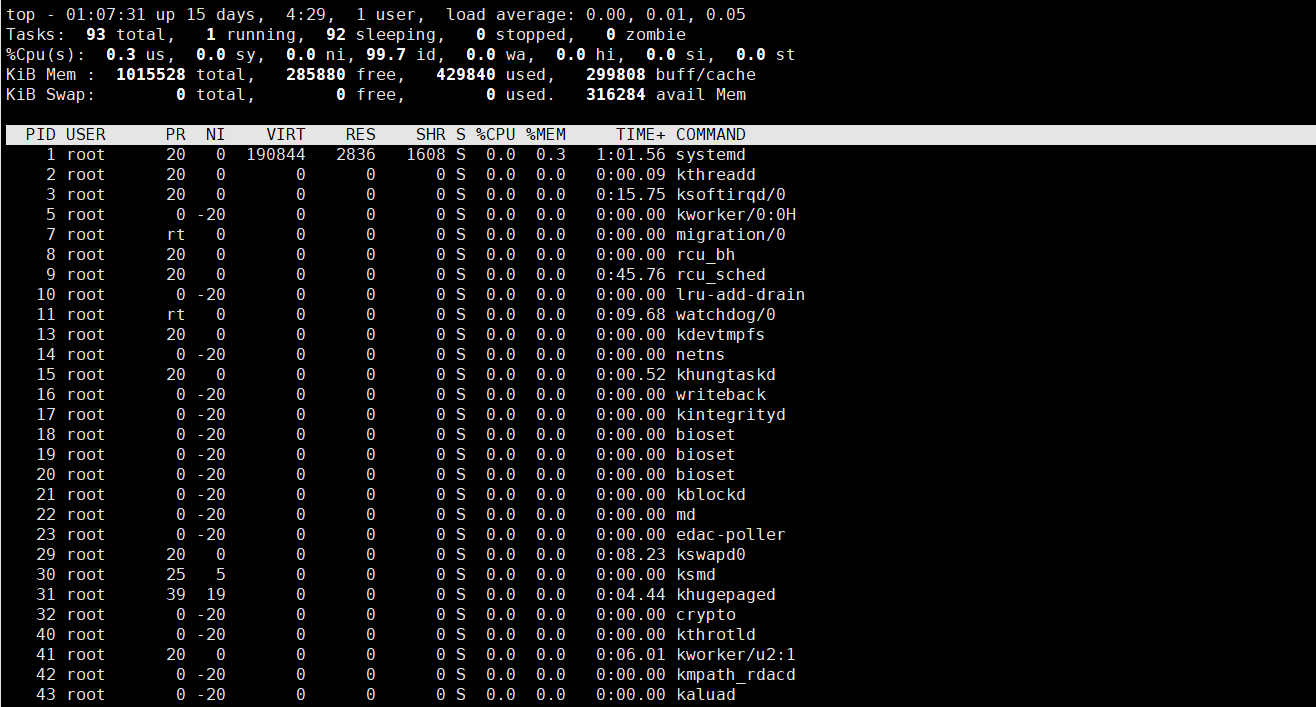 top - 01:07:31 up 15 days,  4:29,  1 user,  load average: 0.00, 0.01, 0.05
Tasks:  93 total,   1 running,  92 sleeping,   0 stopped,   0 zombie
%Cpu(s):  0.3 us,  0.0 sy,  0.0 ni, 99.7 id,  0.0 wa,  0.0 hi,  0.0 si,  0.0 st
KiB Mem :  1015528 total,   285880 free,   429840 used,   299808 buff/cache
KiB Swap:        0 total,        0 free,        0 used.   316284 avail Mem
  PID USER      PR  NI    VIRT    RES    SHR S %CPU %MEM     TIME+ COMMAND
    1 root      20   0  190844   2836   1608 S  0.0  0.3   1:01.56 systemd
    2 root      20   0       0      0      0 S  0.0  0.0   0:00.09 kthreadd
    3 root      20   0       0      0      0 S  0.0  0.0   0:15.75 ksoftirqd/0
    5 root       0 -20       0      0      0 S  0.0  0.0   0:00.00 kworker/0:0H
    7 root      rt   0       0      0      0 S  0.0  0.0   0:00.00 migration/0
    8 root      20   0       0      0      0 S  0.0  0.0   0:00.00 rcu_bh
    9 root      20   0       0      0      0 S  0.0  0.0   0:45.76 rcu_sched
   10 root       0 -20       0      0      0 S  0.0  0.0   0:00.00 lru-add-drain
   11 root      rt   0       0      0      0 S  0.0  0.0   0:09.68 watchdog/0
   13 root      20   0       0      0      0 S  0.0  0.0   0:00.00 kdevtmpfs
   14 root       0 -20       0      0      0 S  0.0  0.0   0:00.00 netns
   15 root      20   0       0      0      0 S  0.0  0.0   0:00.52 khungtaskd
   16 root       0 -20       0      0      0 S  0.0  0.0   0:00.00 writeback
   17 root       0 -20       0      0      0 S  0.0  0.0   0:00.00 kintegrityd
   18 root       0 -20       0      0      0 S  0.0  0.0   0:00.00 bioset
   19 root       0 -20       0      0      0 S  0.0  0.0   0:00.00 bioset
   20 root       0 -20       0      0      0 S  0.0  0.0   0:00.00 bioset
   21 root       0 -20       0      0      0 S  0.0  0.0   0:00.00 kblockd
   22 root       0 -20       0      0      0 S  0.0  0.0   0:00.00 md
   23 root       0 -20       0      0      0 S  0.0  0.0   0:00.00 edac-poller
   29 root      20   0       0      0      0 S  0.0  0.0   0:08.23 kswapd0
   30 root      25   5       0      0      0 S  0.0  0.0   0:00.00 ksmd
   31 root      39  19       0      0      0 S  0.0  0.0   0:04.44 khugepaged
   32 root       0 -20       0      0      0 S  0.0  0.0   0:00.00 crypto
   40 root       0 -20       0      0      0 S  0.0  0.0   0:00.00 kthrotld
   41 root      20   0       0      0      0 S  0.0  0.0   0:06.01 kworker/u2:1
   42 root       0 -20       0      0      0 S  0.0  0.0   0:00.00 kmpath_rdacd
   43 root       0 -20       0      0      0 S  0.0  0.0   0:00.00 kaluad